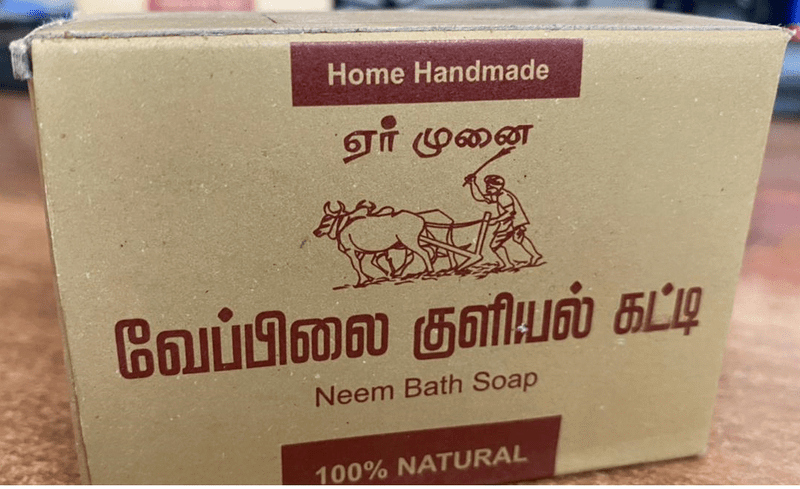 Home Handmade
ஏர் முனை
வேப்பிலை குளியல் கட்டி
Neem Bath Soap
100% NATURAL